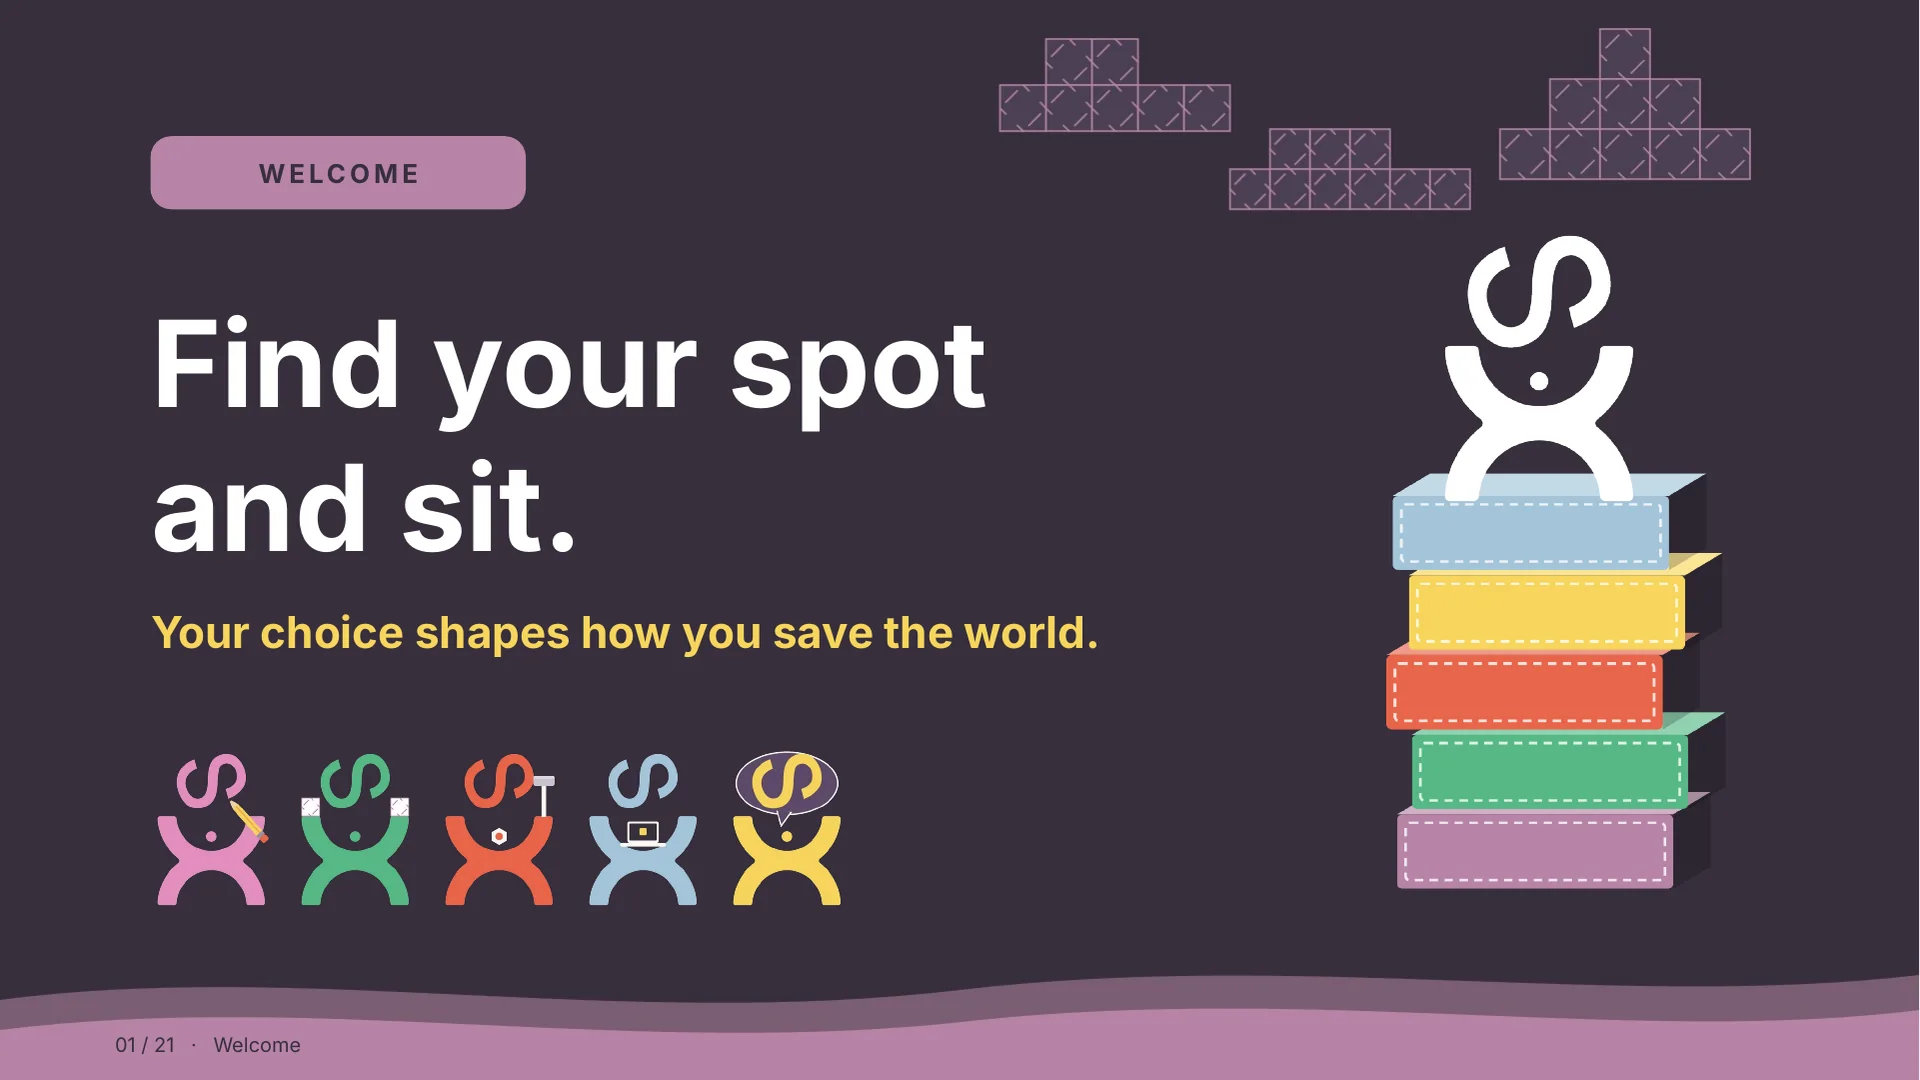 WELCOME
Find your spot
and sit.
Your choice shapes how you save the world.
01 / 21 · Welcome